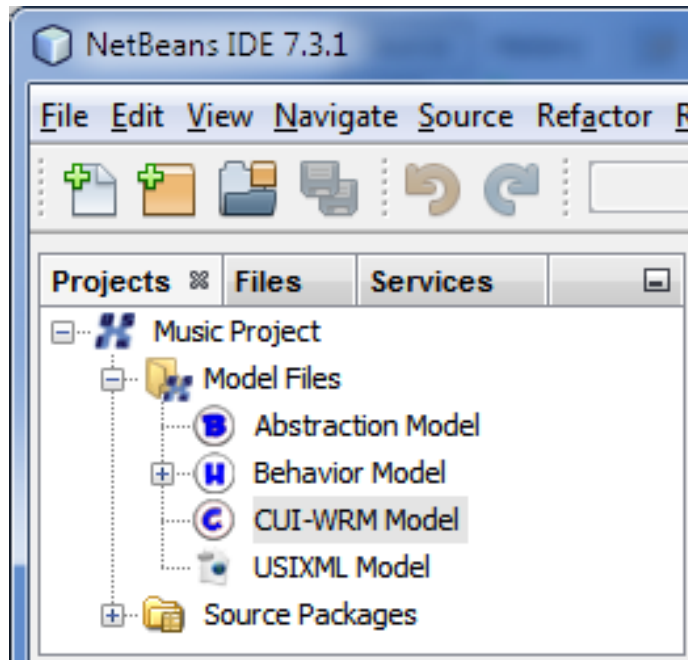 NetBeans IDE 7.3.1
File Edit View Navigate Source Refactor R
Projects Files Services
Music Project
Model Files
B Abstraction Model
H Behavior Model
C CUI-WRM Model
USIXML Model
Source Packages